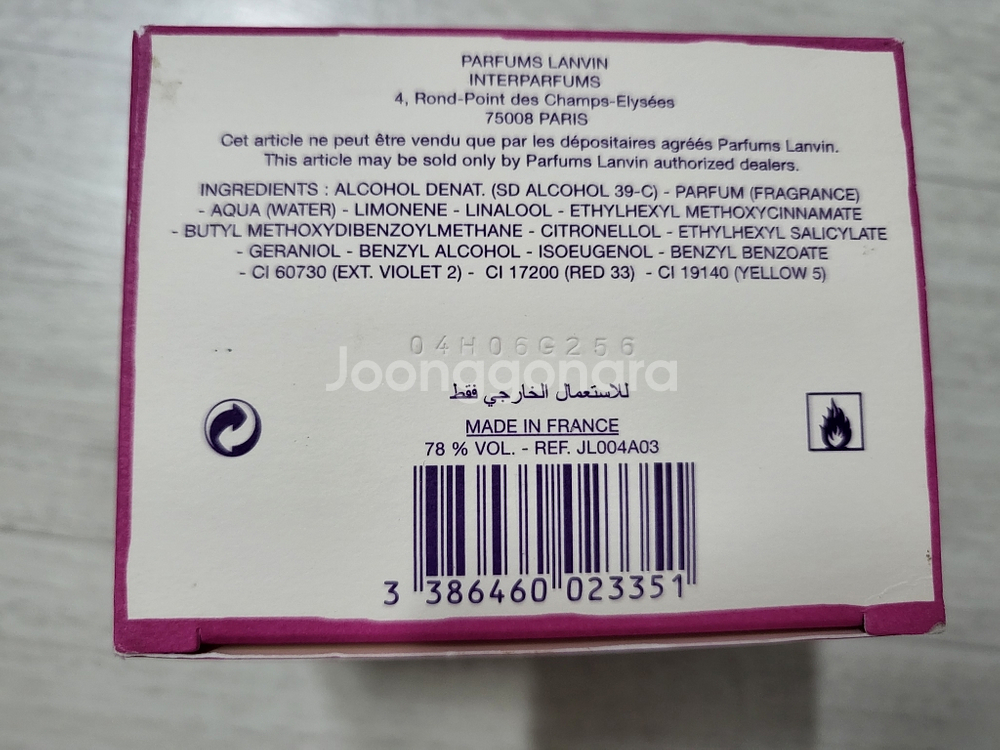 PARFUMS LANVIN
INTERPARFUMS
4, Rond-Point des Champs-Elysées
75008 PARIS
Cet article ne peut être vendu que par les dépositaires agréés Parfums Lanvin.
This article may be sold only by Parfums Lanvin authorized dealers.
INGREDIENTS : ALCOHOL DENAT. (SD ALCOHOL 39-C) - PARFUM (FRAGRANCE)
- AQUA (WATER) - LIMONENE - LINALOOL - ETHYLHEXYL METHOXYCINNAMATE
- BUTYL METHOXYDIBENZOYLMETHANE - CITRONELLOL - ETHYLHEXYL SALICYLATE
- GERANIOL - BENZYL ALCOHOL - ISOEUGENOL - BENZYL BENZOATE
- CI 60730 (EXT. VIOLET 2) - CI 17200 (RED 33) - CI 19140 (YELLOW 5)
04H06G256
Joonggonara
للاستعمال الخارجي فقط
MADE IN FRANCE
78 % VOL. - REF. JL004A03
3 386460 023351